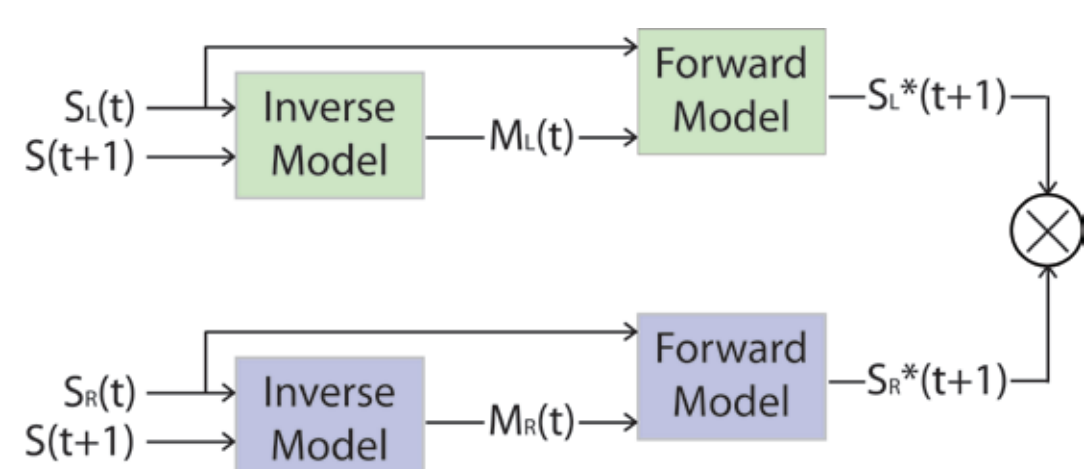 SL(t)
S(t+1)
Inverse
Model
ML(t)
Forward
Model
SL*(t+1)
SR(t)
S(t+1)
Inverse
Model
MR(t)
Forward
Model
SR*(t+1)